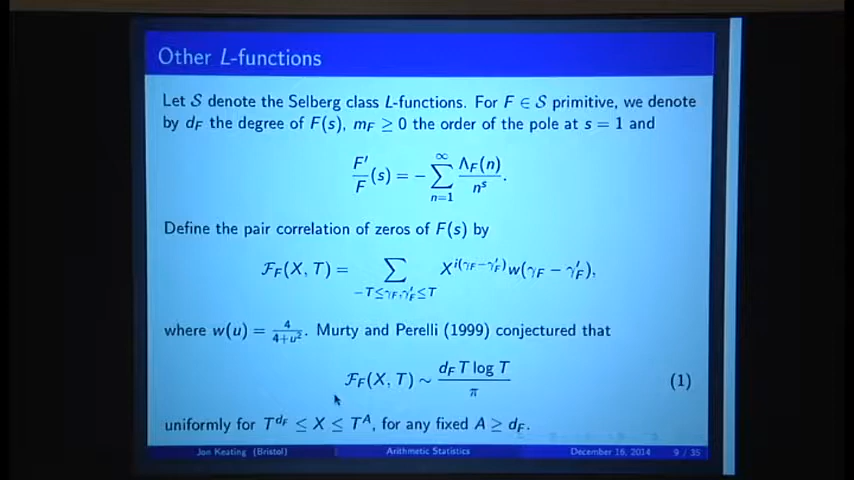 Other L-functions
Let 𝒮 denote the Selberg class L-functions. For F ∈ 𝒮 primitive, we denote
by d_F the degree of F(s), m_F ≥ 0 the order of the pole at s = 1 and
F′/F (s) = − ∑_{n=1}^{∞} Λ_F(n)/n^s .
Define the pair correlation of zeros of F(s) by
ℱ_F(X, T) = ∑_{−T≤γ_F,γ′_F≤T} X^{i(γ_F−γ′_F)} w(γ_F − γ′_F),
where w(u) = 4/(4+u²). Murty and Perelli (1999) conjectured that
ℱ_F(X, T) ∼ d_F T log T / π (1)
uniformly for T^{d_F} ≤ X ≤ T^A, for any fixed A ≥ d_F.
Jon Keating (Bristol) Arithmetic Statistics December 16, 2014 9 / 35